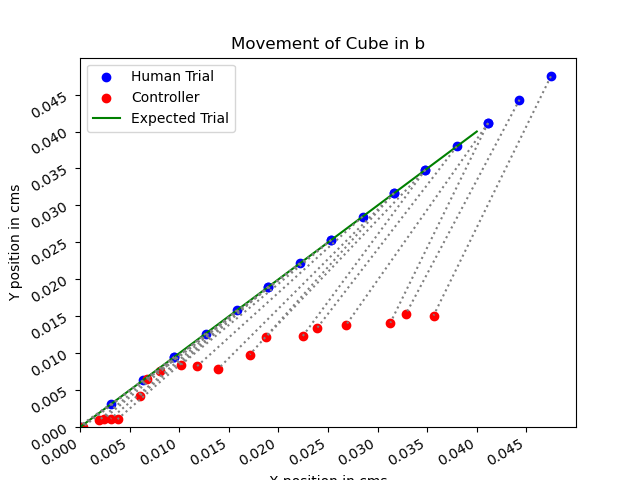 Movement of Cube in b
Human Trial
Controller
Expected Trial
Y position in cms
0.045
0.040
0.035
0.030
0.025
0.020
0.015
0.010
0.005
0.000
0.000 0.005 0.010 0.015 0.020 0.025 0.030 0.035 0.040 0.045
position in cms